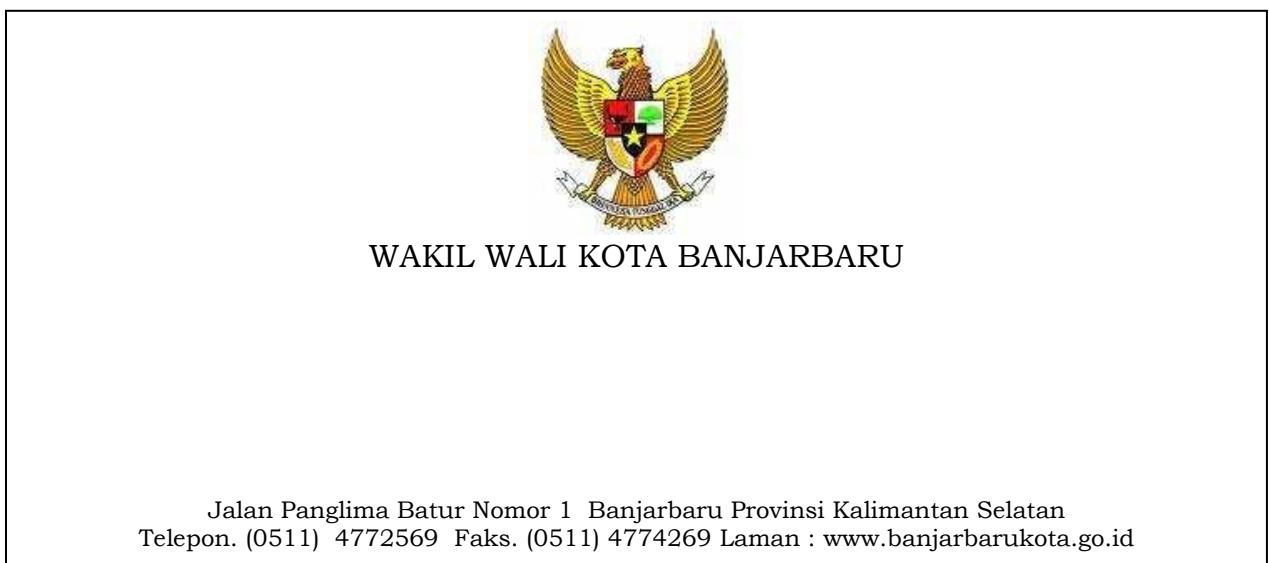 WAKIL WALI KOTA BANJARBARU
Jalan Panglima Batur Nomor 1 Banjarbaru Provinsi Kalimantan Selatan
Telepon. (0511) 4772569 Faks. (0511) 4774269 Laman : www.banjarbarukota.go.id